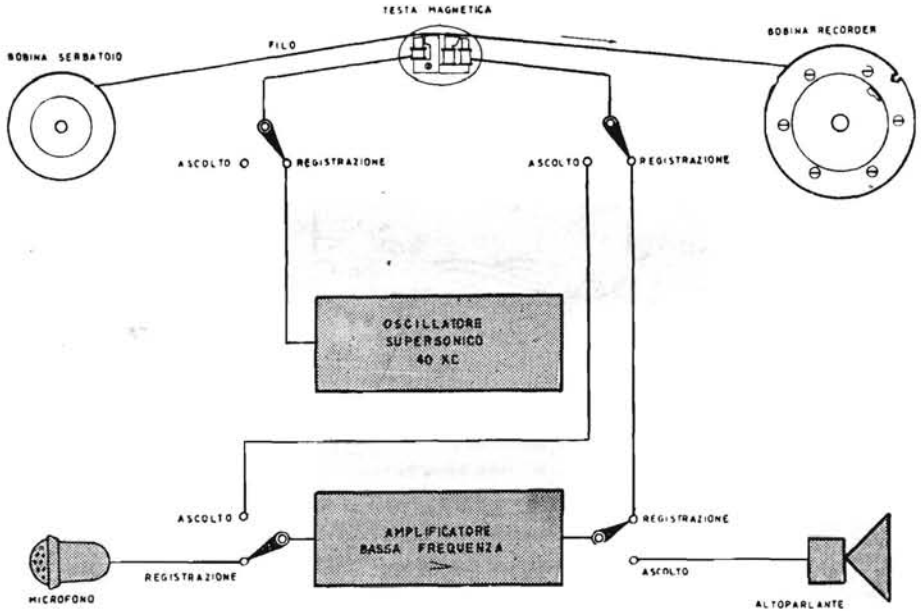 TESTA MAGNETICA
BOBINA SERBATOIO
FILO
BOBINA RECORDER
ASCOLTO
REGISTRAZIONE
ASCOLTO
REGISTRAZIONE
OSCILLATORE
SUPERSONICO
40 KC
ASCOLTO
REGISTRAZIONE
AMPLIFICATORE
BASSA FREQUENZA
REGISTRAZIONE
ASCOLTO
MICROFONO
ALTOPARLANTE